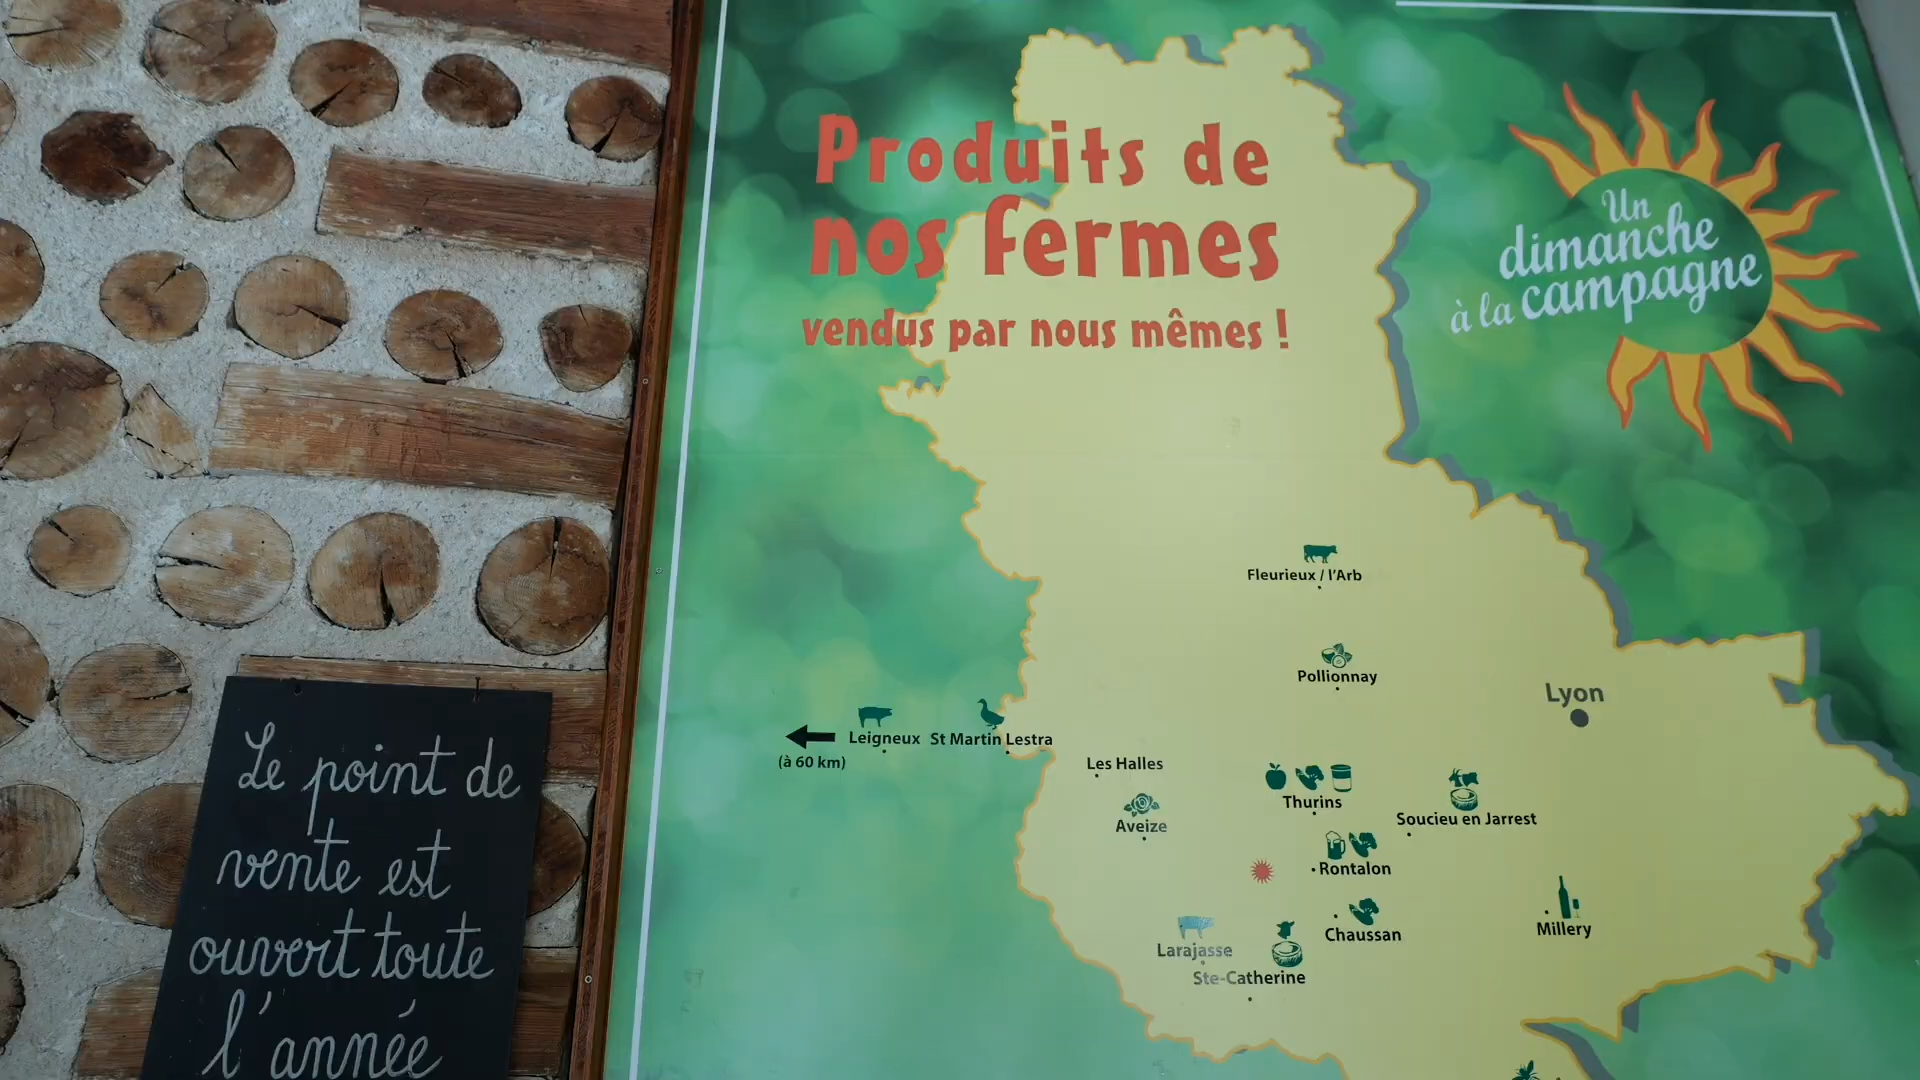 Produits de
nos fermes
vendus par nous mêmes !
Un
dimanche
à la campagne
Fleurieux / l'Arb
Pollionnay
Lyon
Leigneux
St Martin Lestra
(à 60 km)
Les Halles
Thurins
Soucieu en Jarrest
Aveize
Rontalon
Chaussan
Millery
Larajasse
Ste-Catherine
Le point de
vente est
ouvert toute
l'année